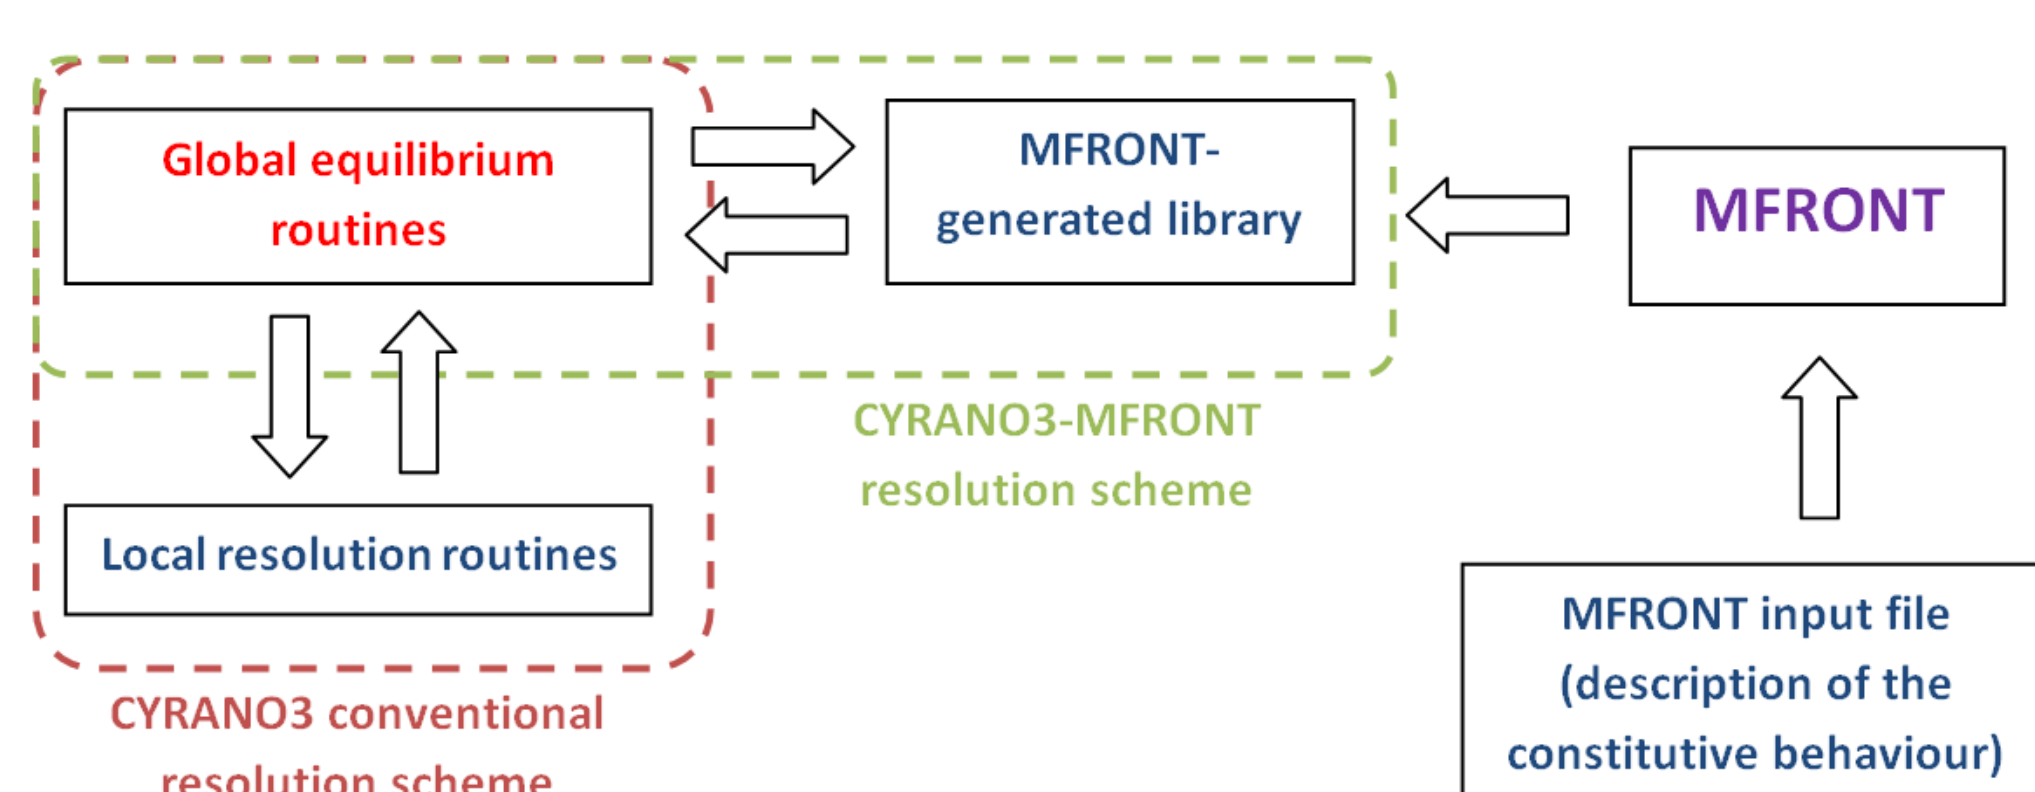 Global equilibrium
routines
MFRONT-
generated library
MFRONT
CYRANO3-MFRONT
resolution scheme
Local resolution routines
MFRONT input file
(description of the
constitutive behaviour)
CYRANO3 conventional
resolution scheme